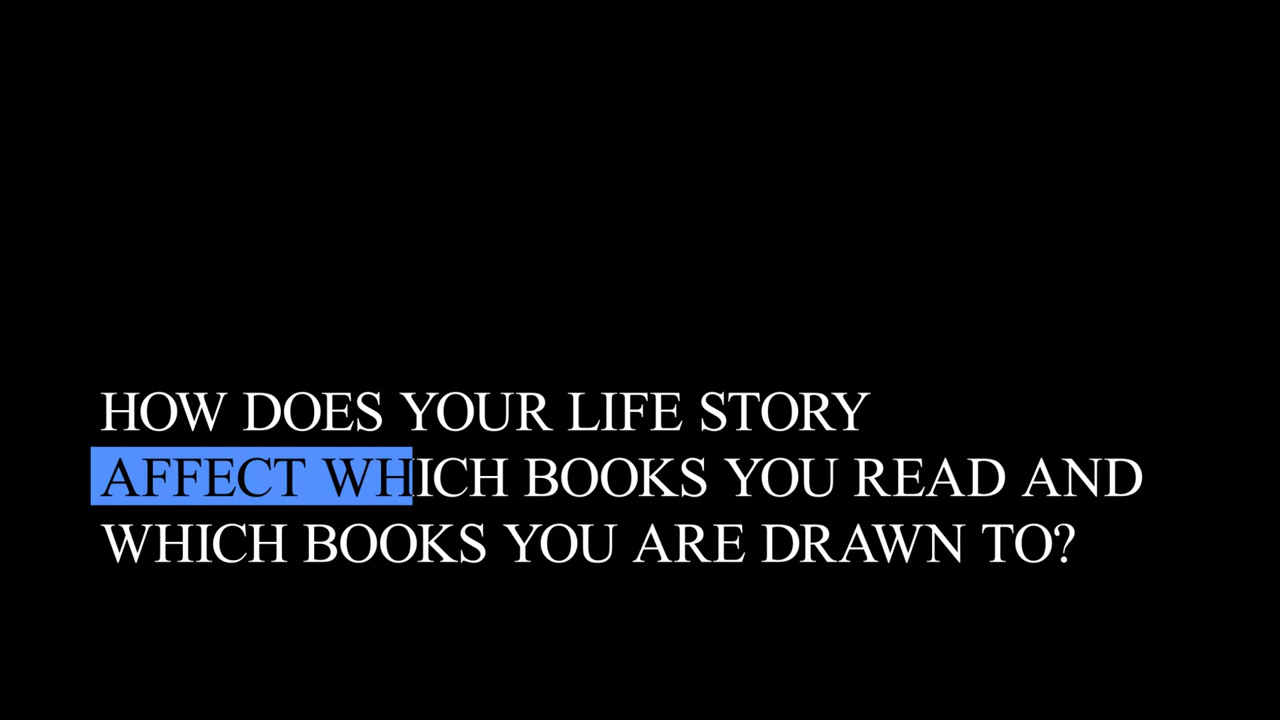 HOW DOES YOUR LIFE STORY
AFFECT WHICH BOOKS YOU READ AND
WHICH BOOKS YOU ARE DRAWN TO?